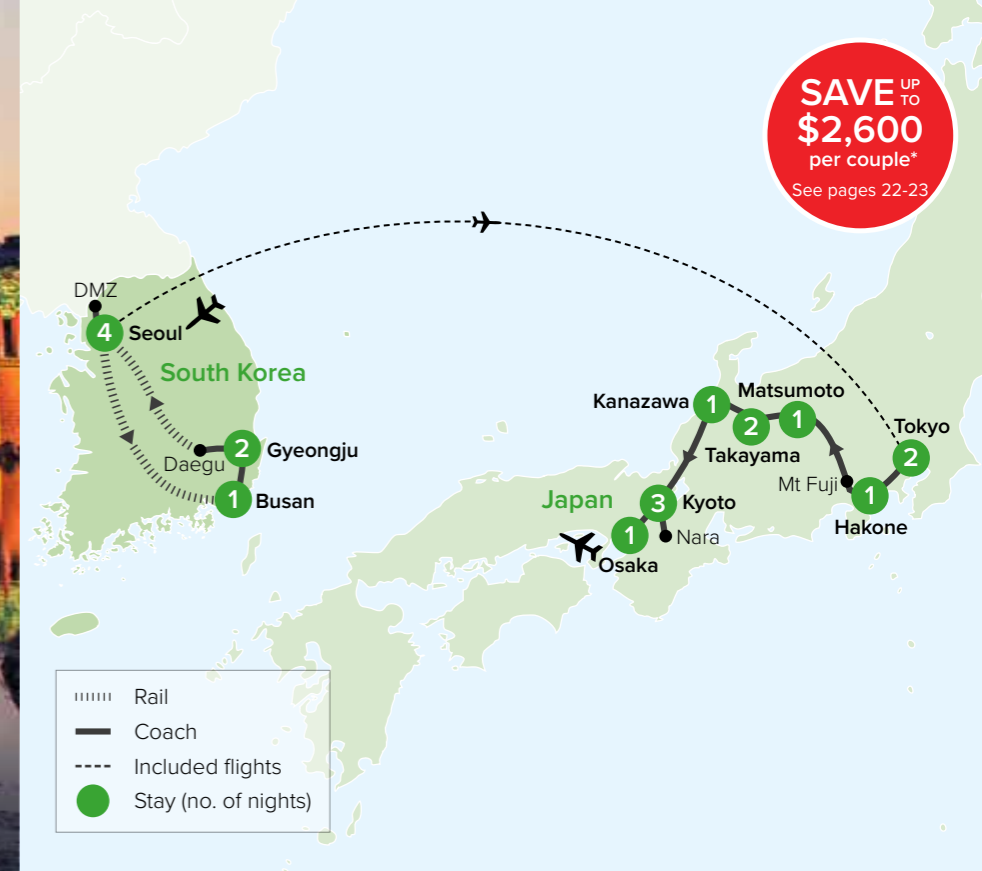 SAVE UP TO
$2,600
per couple*
See pages 22-23
DMZ
4 Seoul
South Korea
2 Gyeongju
Daegu
1 Busan
Kanazawa 1
Matsumoto
2 1
Takayama
Tokyo
2
Mt Fuji
1
Hakone
Japan
3 Kyoto
1
Nara
Osaka
Rail
Coach
Included flights
Stay (no. of nights)